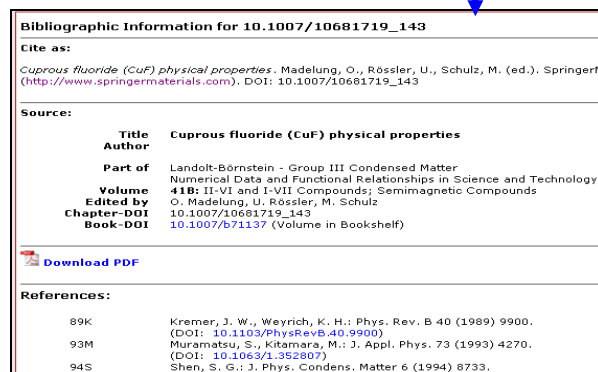 Bibliographic Information for 10.1007/10681719_143
Cite as:
Cuprous fluoride (CuF) physical properties. Madelung, O., Rössler, U., Schulz, M. (ed.). Springer
(http://www.springermaterials.com). DOI: 10.1007/10681719_143
Source:
Title Cuprous fluoride (CuF) physical properties
Author
Part of Landolt-Börnstein - Group III Condensed Matter
Numerical Data and Functional Relationships in Science and Technology
Volume 41B: II-VI and I-VII Compounds; Semimagnetic Compounds
Edited by O. Madelung, U. Rössler, M. Schulz
Chapter-DOI 10.1007/10681719_143
Book-DOI 10.1007/b71137 (Volume in Bookshelf)
Download PDF
References:
89K Kremer, J. W., Weyrich, K. H.: Phys. Rev. B 40 (1989) 9900.
(DOI: 10.1103/PhysRevB.40.9900)
93M Muramatsu, S., Kitamara, M.: J. Appl. Phys. 73 (1993) 4270.
(DOI: 10.1063/1.352807)
94S Shen, S. G.: J. Phys. Condens. Matter 6 (1994) 8733.